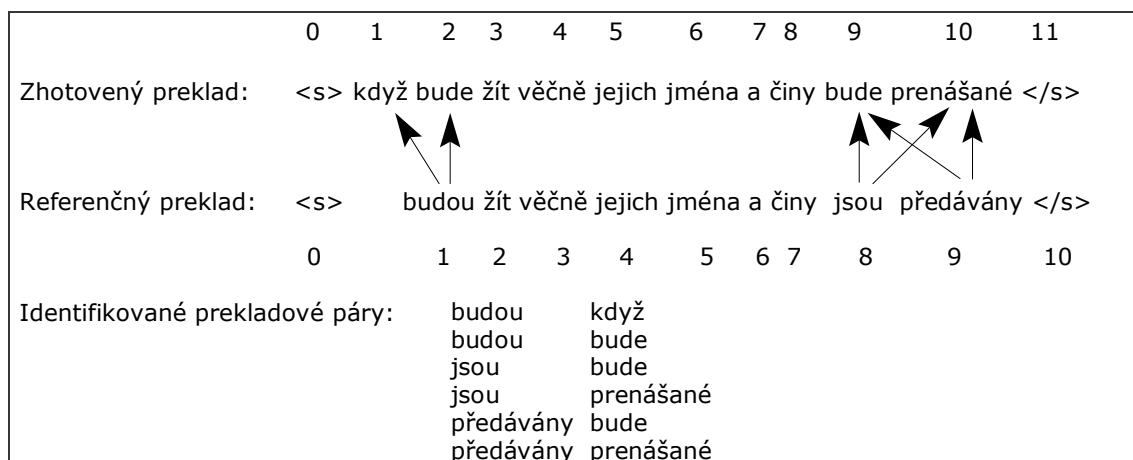 0 1 2 3 4 5 6 7 8 9 10 11
Zhotovený preklad: <s> když bude žít věčně jejich jména a činy bude prenášané </s>
Referenčný preklad: <s> budou žít věčně jejich jména a činy jsou předávány </s>
0 1 2 3 4 5 6 7 8 9 10
Identifikované prekladové páry: budou když
budou bude
jsou bude
jsou prenášané
předávány bude
předávány prenášané